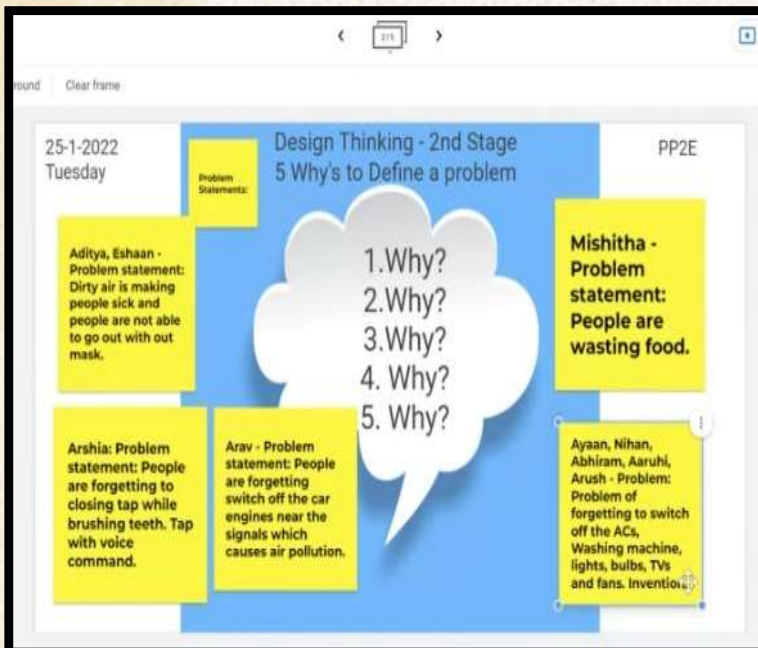 2/5
round Clear frame
25-1-2022
Tuesday
Problem
Statements:
Design Thinking - 2nd Stage
5 Why's to Define a problem
PP2E
Aditya, Eshaan -
Problem statement:
Dirty air is making
people sick and
people are not able
to go out with out
mask.
1.Why?
2.Why?
3.Why?
4. Why?
5. Why?
Mishitha -
Problem
statement:
People are
wasting food.
Arshia: Problem
statement: People
are forgetting to
closing tap while
brushing teeth. Tap
with voice
command.
Arav - Problem
statement: People
are forgetting
switch off the car
engines near the
signals which
causes air pollution.
Ayaan, Nihan,
Abhiram, Aaruhi,
Arush - Problem:
Problem of
forgetting to switch
off the ACs,
Washing machine,
lights, bulbs, TVs
and fans. Invention: